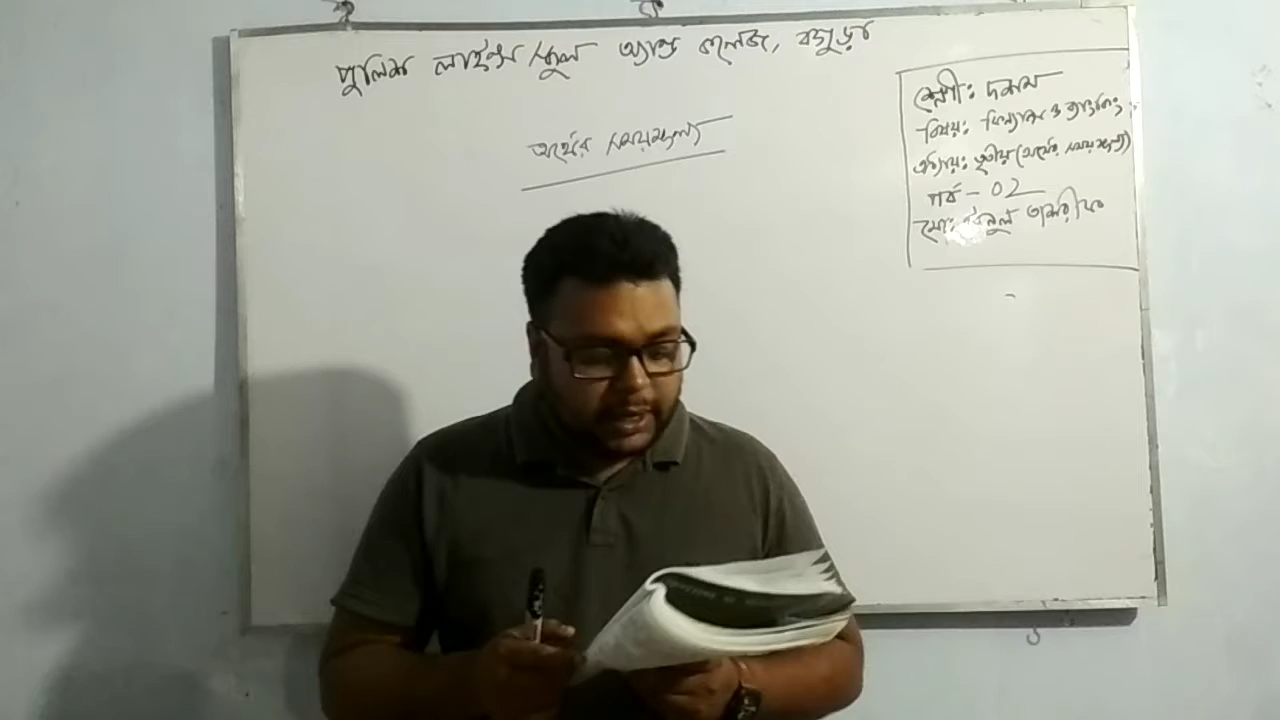 পুলিশ লাইন্স স্কুল অ্যান্ড কলেজ, বগুড়া
অর্থের সময়মূল্য
শ্রেণী: দশম
বিষয়: ফিন্যান্স ও ব্যাংকিং
অধ্যায়: তৃতীয় (অর্থের সময়মূল্য)
পর্ব - 02
মো: